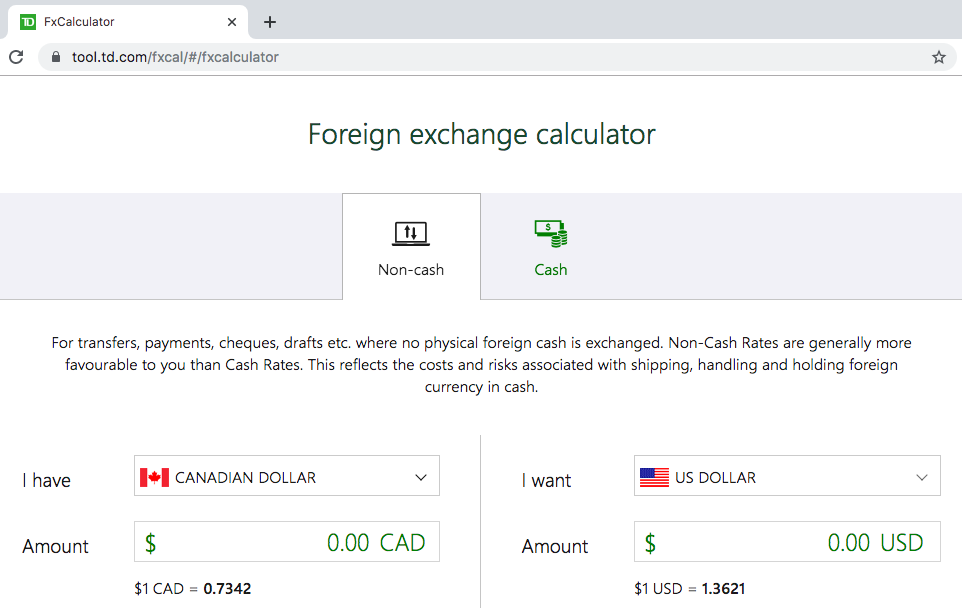 TD FxCalculator
tool.td.com/fxcal/#/fxcalculator
Foreign exchange calculator
$
Non-cash
Cash
For transfers, payments, cheques, drafts etc. where no physical foreign cash is exchanged. Non-Cash Rates are generally more
favourable to you than Cash Rates. This reflects the costs and risks associated with shipping, handling and holding foreign
currency in cash.
I have
CANADIAN DOLLAR
Amount
$ 0.00 CAD
$1 CAD = 0.7342
I want
US DOLLAR
Amount
$ 0.00 USD
$1 USD = 1.3621